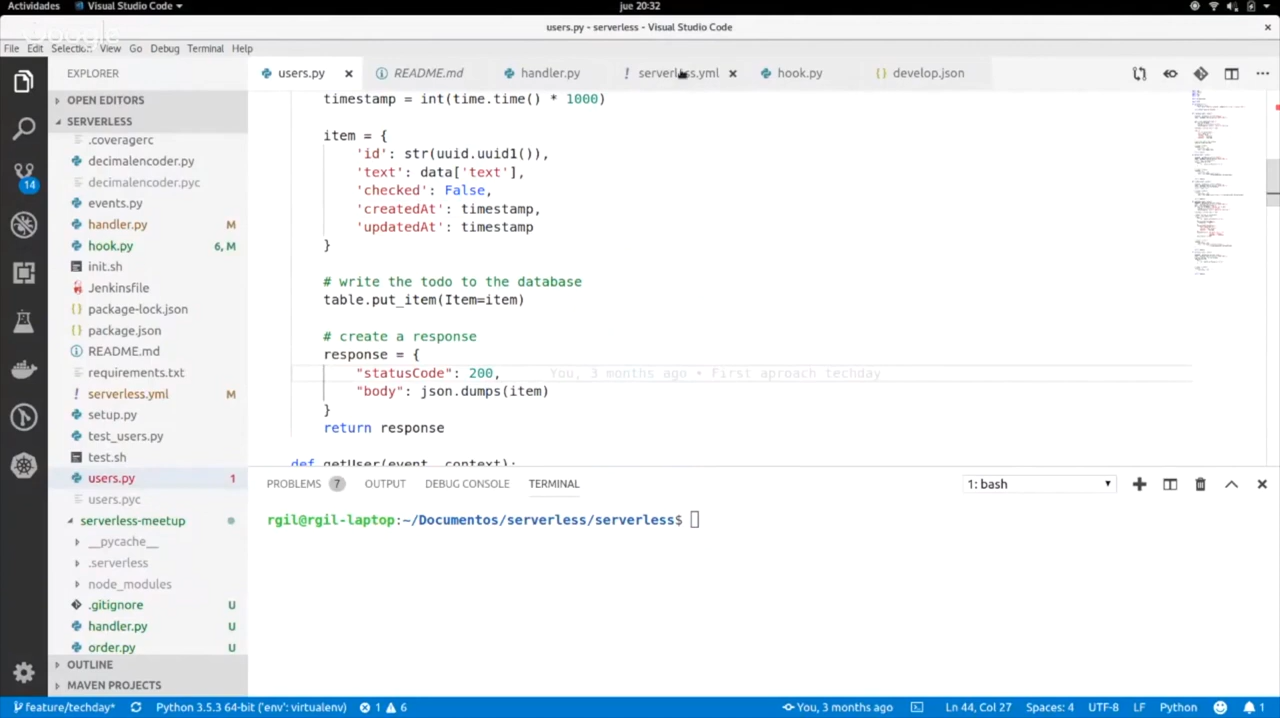 Actividades Visual Studio Code jue 20:32
users.py - serverless - Visual Studio Code
File Edit Selection View Go Debug Terminal Help
EXPLORER
users.py README.md handler.py serverless.yml hook.py develop.json
OPEN EDITORS
SERVERLESS
.coveragerc
decimalencoder.py
decimalencoder.pyc
events.py
handler.py M
hook.py 6, M
init.sh
Jenkinsfile
package-lock.json
package.json
README.md
requirements.txt
serverless.yml M
setup.py
test_users.py
test.sh
users.py 1
users.pyc
serverless-meetup
__pycache__
.serverless
node_modules
.gitignore U
handler.py U
order.py U
OUTLINE
MAVEN PROJECTS
14
timestamp = int(time.time() * 1000)
item = {
'id': str(uuid.uuid1()),
'text': data['text'],
'checked': False,
'createdAt': timestamp,
'updatedAt': timestamp
}
# write the todo to the database
table.put_item(Item=item)
# create a response
response = {
"statusCode": 200, You, 3 months ago • First aproach techday
"body": json.dumps(item)
}
return response
def getUser(event, context):
PROBLEMS 7 OUTPUT DEBUG CONSOLE TERMINAL 1: bash
rgil@rgil-laptop:~/Documentos/serverless/serverless$
feature/techday* Python 3.5.3 64-bit ('env': virtualenv) 1 6 You, 3 months ago Ln 44, Col 27 Spaces: 4 UTF-8 LF Python 1